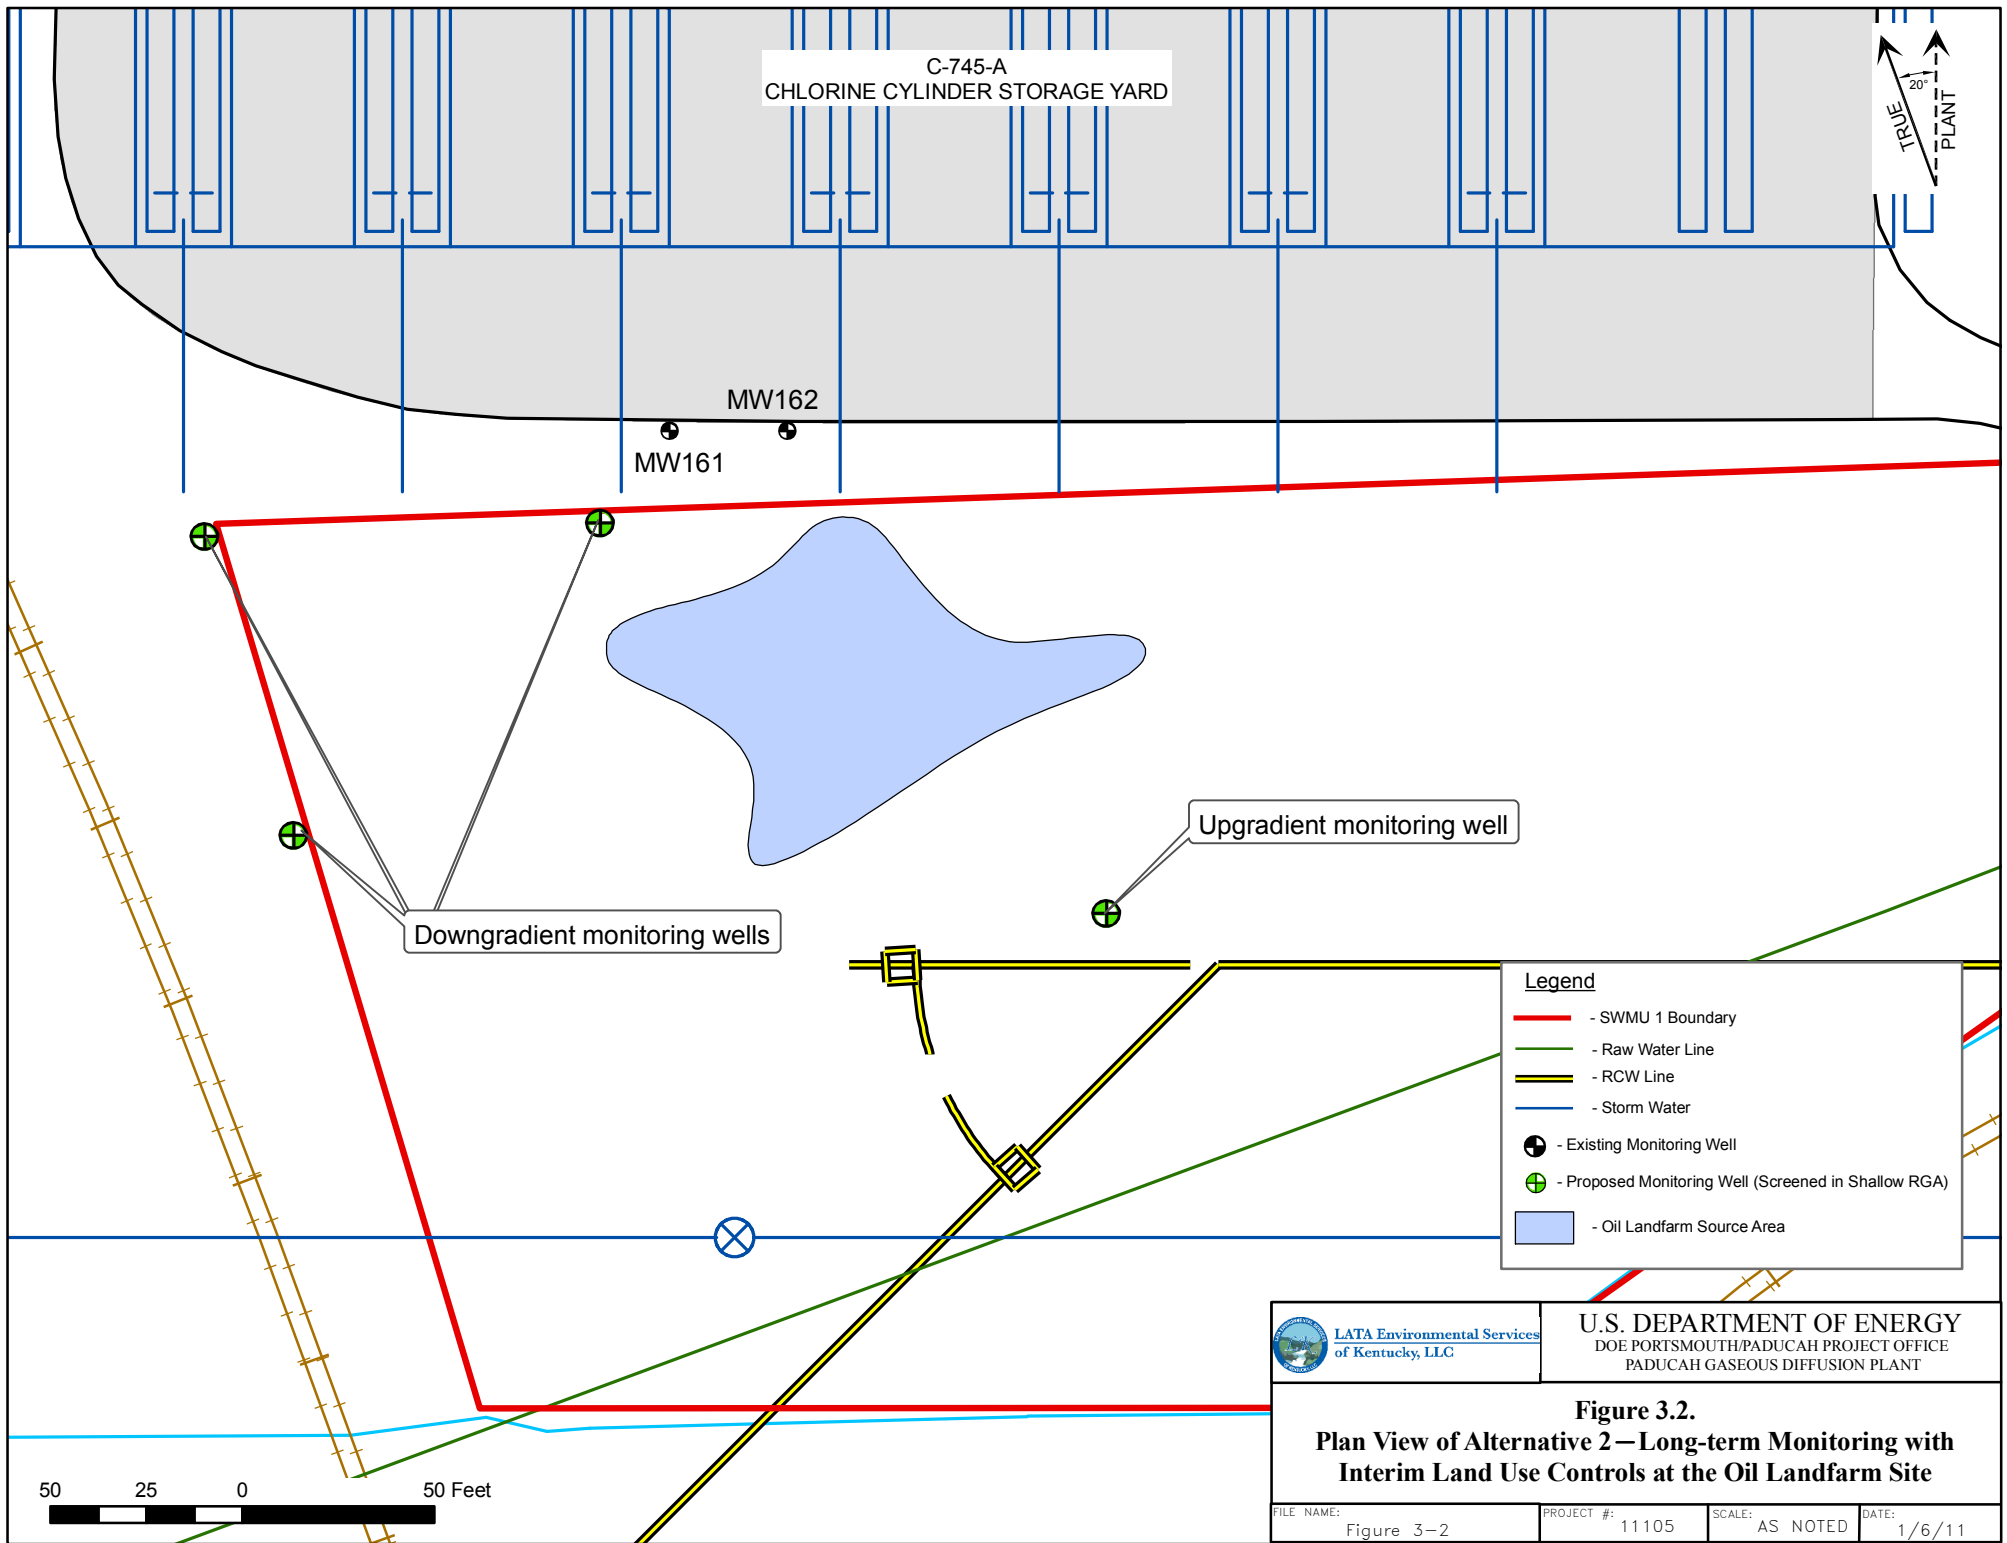 C-745-A
CHLORINE CYLINDER STORAGE YARD
TRUE
20°
PLANT
MW162
MW161
Upgradient monitoring well
Downgradient monitoring wells
Legend
- SWMU 1 Boundary
- Raw Water Line
- RCW Line
- Storm Water
- Existing Monitoring Well
- Proposed Monitoring Well (Screened in Shallow RGA)
- Oil Landfarm Source Area
50 25 0 50 Feet
LATA Environmental Services
of Kentucky, LLC
U.S. DEPARTMENT OF ENERGY
DOE PORTSMOUTH/PADUCAH PROJECT OFFICE
PADUCAH GASEOUS DIFFUSION PLANT
Figure 3.2.
Plan View of Alternative 2—Long-term Monitoring with
Interim Land Use Controls at the Oil Landfarm Site
FILE NAME: Figure 3-2
PROJECT #: 11105
SCALE: AS NOTED
DATE: 1/6/11